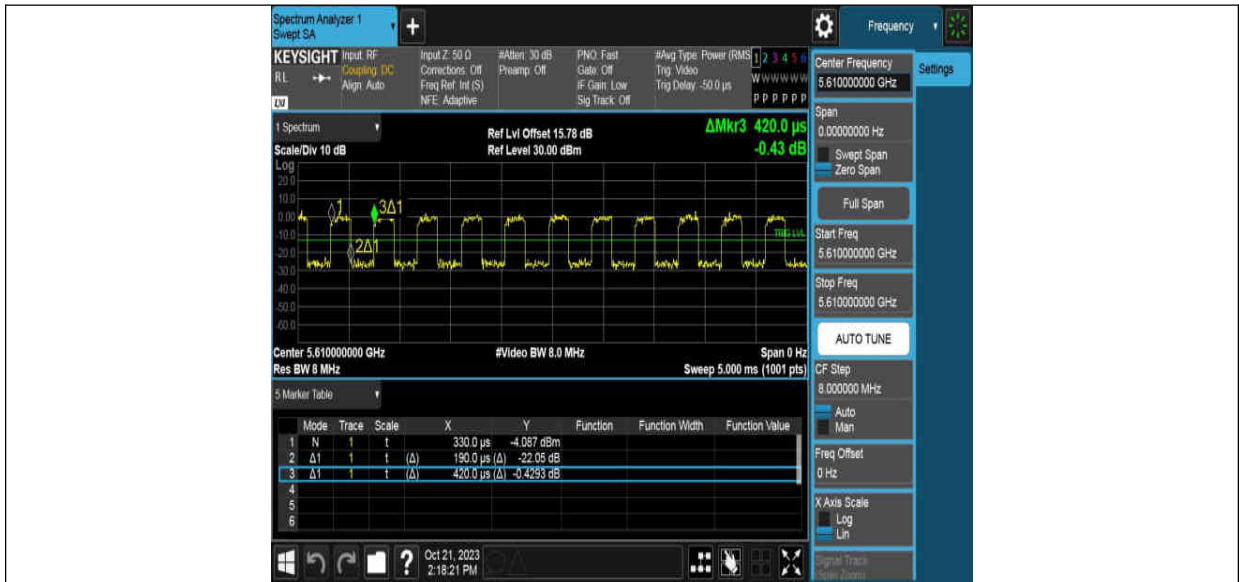 Spectrum Analyzer 1
Swept SA
+
Frequency
KEYSIGHT
RL
LXI
Input: RF
Coupling: DC
Align: Auto
Input Z: 50 Ω
Corrections: Off
Freq Ref: Int (S)
NFE: Adaptive
#Atten: 30 dB
Preamp: Off
PNO: Fast
Gate: Off
IF Gain: Low
Sig Track: Off
#Avg Type: Power (RMS
Trig: Video
Trig Delay: -50.0 µs
1 2 3 4 5 6
W W W W W W
P P P P P P
1 Spectrum
Scale/Div 10 dB
Ref Lvl Offset 15.78 dB
Ref Level 30.00 dBm
ΔMkr3 420.0 µs
-0.43 dB
Log
20.0
10.0
0.00
-10.0
-20.0
-30.0
-40.0
-50.0
-60.0
1
3Δ1
2Δ1
TRIG LVL
Center 5.610000000 GHz
#Video BW 8.0 MHz
Span 0 Hz
Res BW 8 MHz
Sweep 5.000 ms (1001 pts)
5 Marker Table
Mode Trace Scale X Y Function Function Width Function Value
1 N 1 t 330.0 µs -4.087 dBm
2 Δ1 1 t (Δ) 190.0 µs (Δ) -22.05 dB
3 Δ1 1 t (Δ) 420.0 µs (Δ) -0.4293 dB
4
5
6
?
Oct 21, 2023
2:18:21 PM
Center Frequency
5.610000000 GHz
Settings
Span
0.00000000 Hz
Swept Span
Zero Span
Full Span
Start Freq
5.610000000 GHz
Stop Freq
5.610000000 GHz
AUTO TUNE
CF Step
8.000000 MHz
Auto
Man
Freq Offset
0 Hz
X Axis Scale
Log
Lin
Signal Track
(Span Zoom)